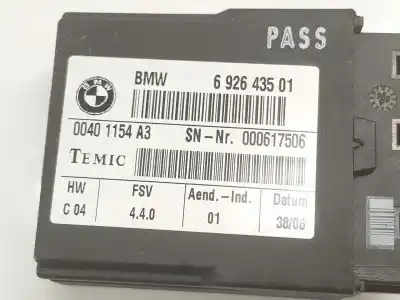 PASS
BMW 6 926 435 01
0040 1154 A3 SN-Nr. 000617506
TEMIC
HW FSV Aend.-Ind. Datum
C 04 4.4.0 01 38/06